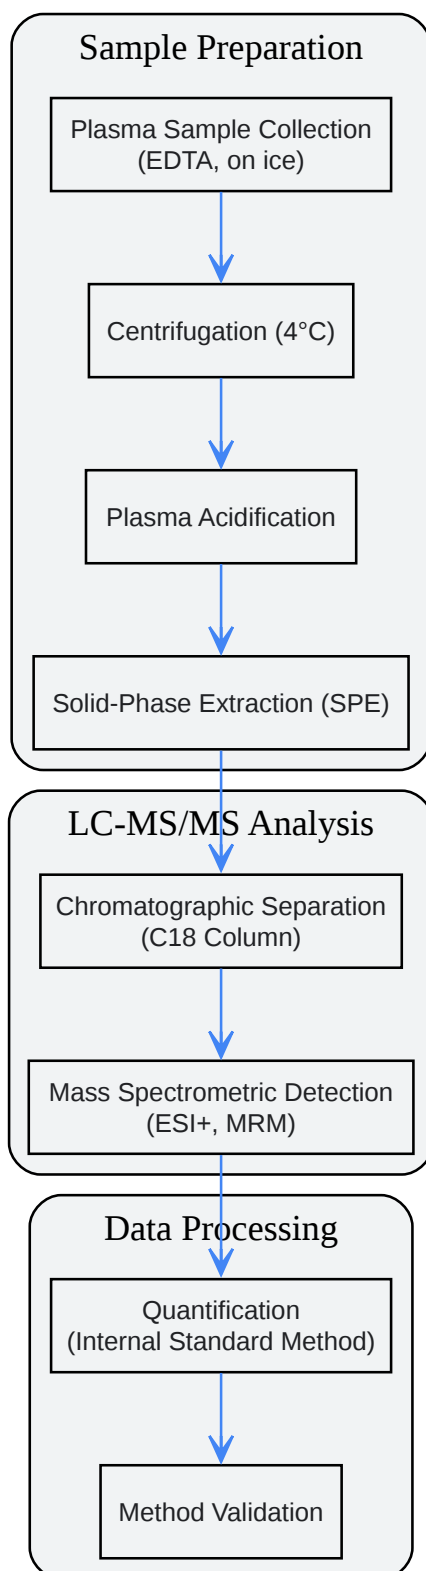 Sample Preparation
Plasma Sample Collection
(EDTA, on ice)
Centrifugation (4°C)
Plasma Acidification
Solid-Phase Extraction (SPE)
LC-MS/MS Analysis
Chromatographic Separation
(C18 Column)
Mass Spectrometric Detection
(ESI+, MRM)
Data Processing
Quantification
(Internal Standard Method)
Method Validation